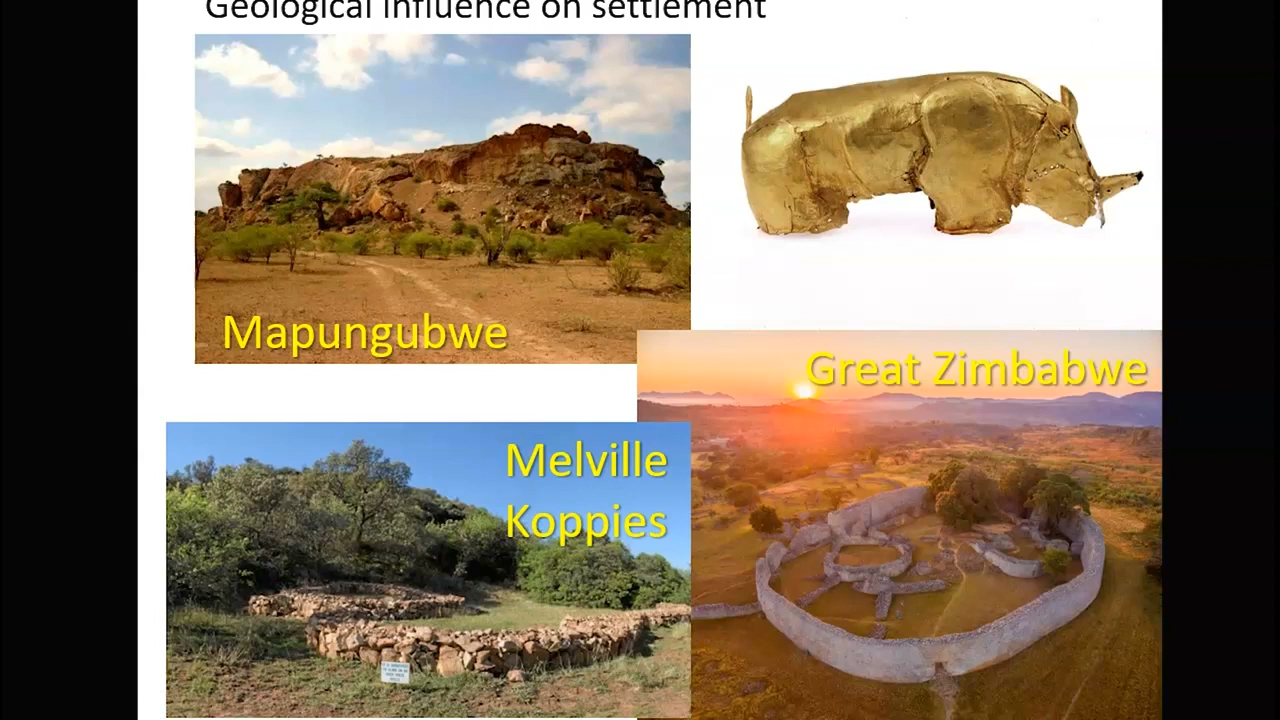 Geological influence on settlement
Mapungubwe
Great Zimbabwe
Melville
Koppies